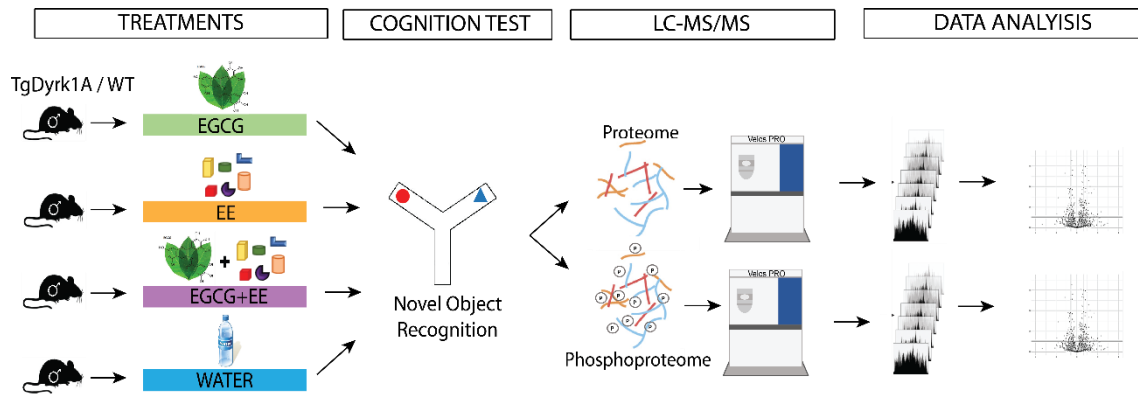 TREATMENTS
COGNITION TEST
LC-MS/MS
DATA ANALYISIS
TgDyrk1A / WT
EGCG
EE
+
EGCG+EE
WATER
Novel Object
Recognition
Proteome
Velos PRO
P
P
P
P
P
P
P
P
P
Velos PRO
Phosphoproteome